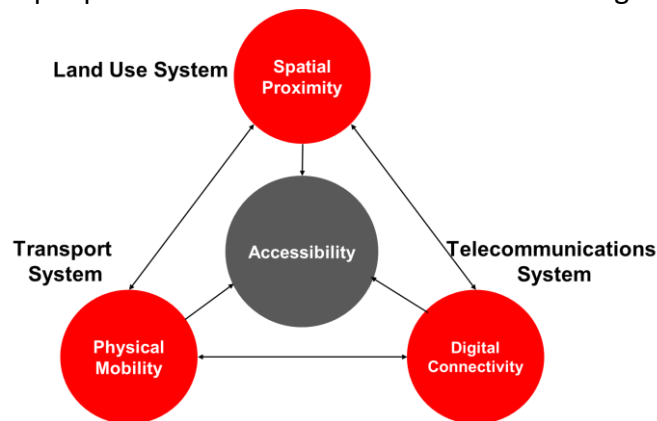 Land Use System
Spatial
Proximity
Accessibility
Transport
System
Telecommunications
System
Physical
Mobility
Digital
Connectivity